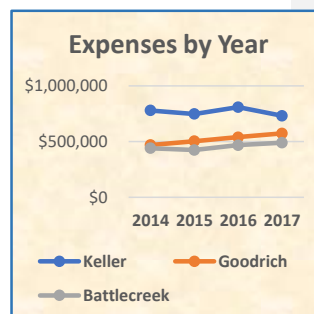 Expenses by Year
$1,000,000
$500,000
$0
2014 2015 2016 2017
Keller Goodrich
Battlecreek